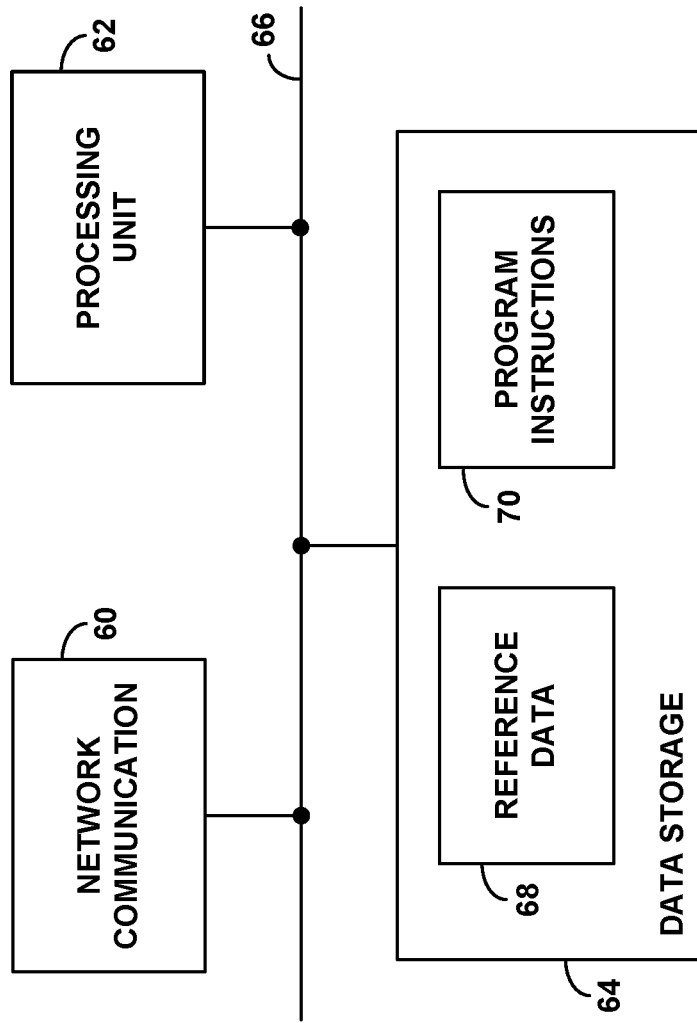 NETWORK
COMMUNICATION
60
PROCESSING
UNIT
62
66
REFERENCE
DATA
68
PROGRAM
INSTRUCTIONS
70
DATA STORAGE
64